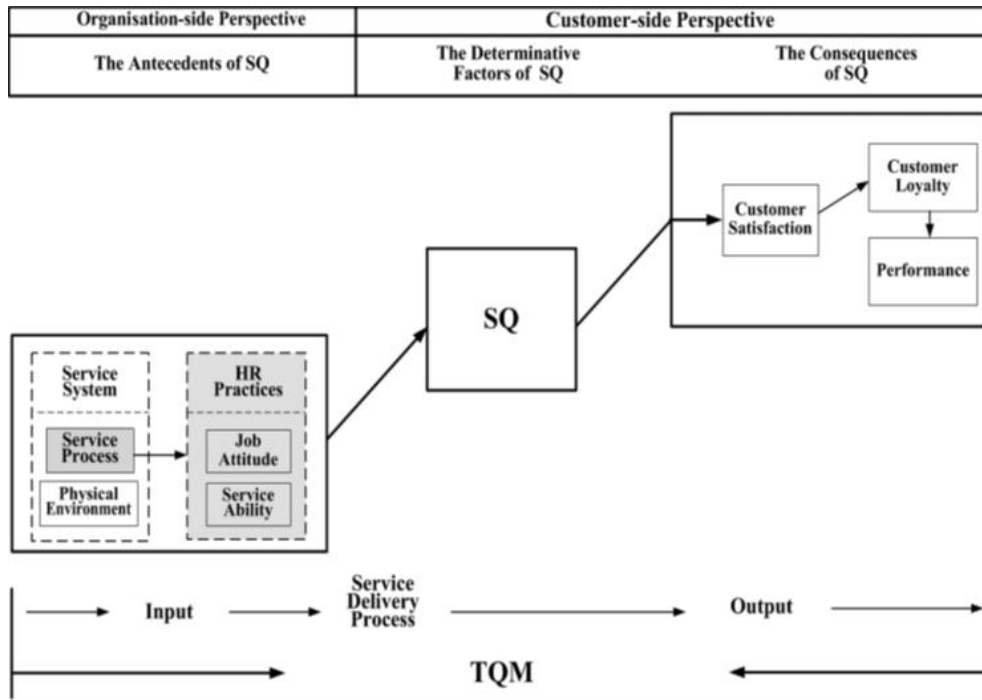 Organisation-side Perspective
Customer-side Perspective
The Antecedents of SQ
The Determinative
Factors of SQ
The Consequences
of SQ
Customer
Loyalty
Customer
Satisfaction
Performance
SQ
Service
System
HR
Practices
Service
Process
Job
Attitude
Physical
Environment
Service
Ability
Input
Service
Delivery
Process
Output
TQM